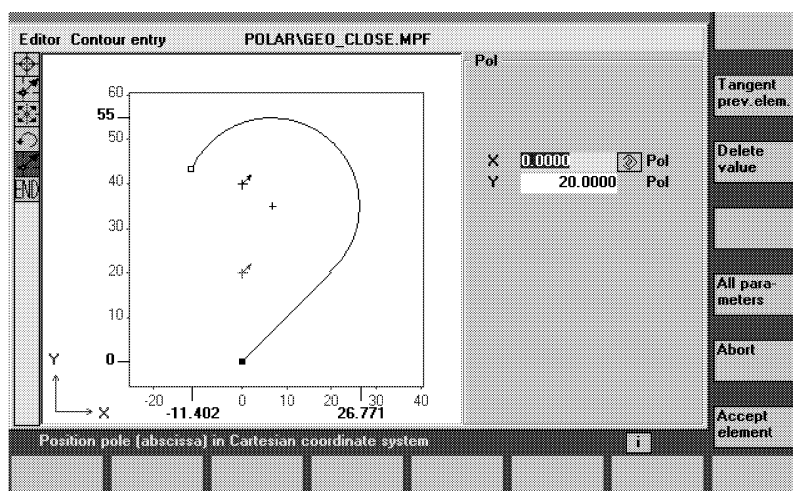 Editor Contour entry POLAR\GEO_CLOSE.MPF
Pol
Tangent
prev.elem.
60
55
50
40
30
20
10
0
X 0.0000 Pol
Y 20.0000 Pol
Delete
value
All para-
meters
Abort
Accept
element
END
Y
X
-20 0 10 20 30 40
-11.402 26.771
Position pole (abscissa) in Cartesian coordinate system
i